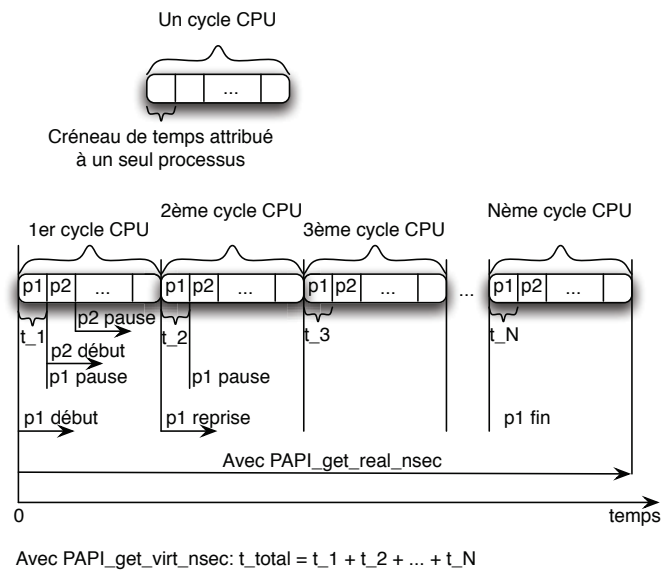 Un cycle CPU
...
Créneau de temps attribué
à un seul processus
2ème cycle CPU
Nème cycle CPU
1er cycle CPU
3ème cycle CPU
p1 p2 ... p1 p2 ... p1 p2 ... ... p1 p2 ...
p2 pause
t_1 t_2 t_3 t_N
p2 début
p1 pause p1 pause
p1 début p1 reprise p1 fin
Avec PAPI_get_real_nsec
0 temps
Avec PAPI_get_virt_nsec: t_total = t_1 + t_2 + ... + t_N